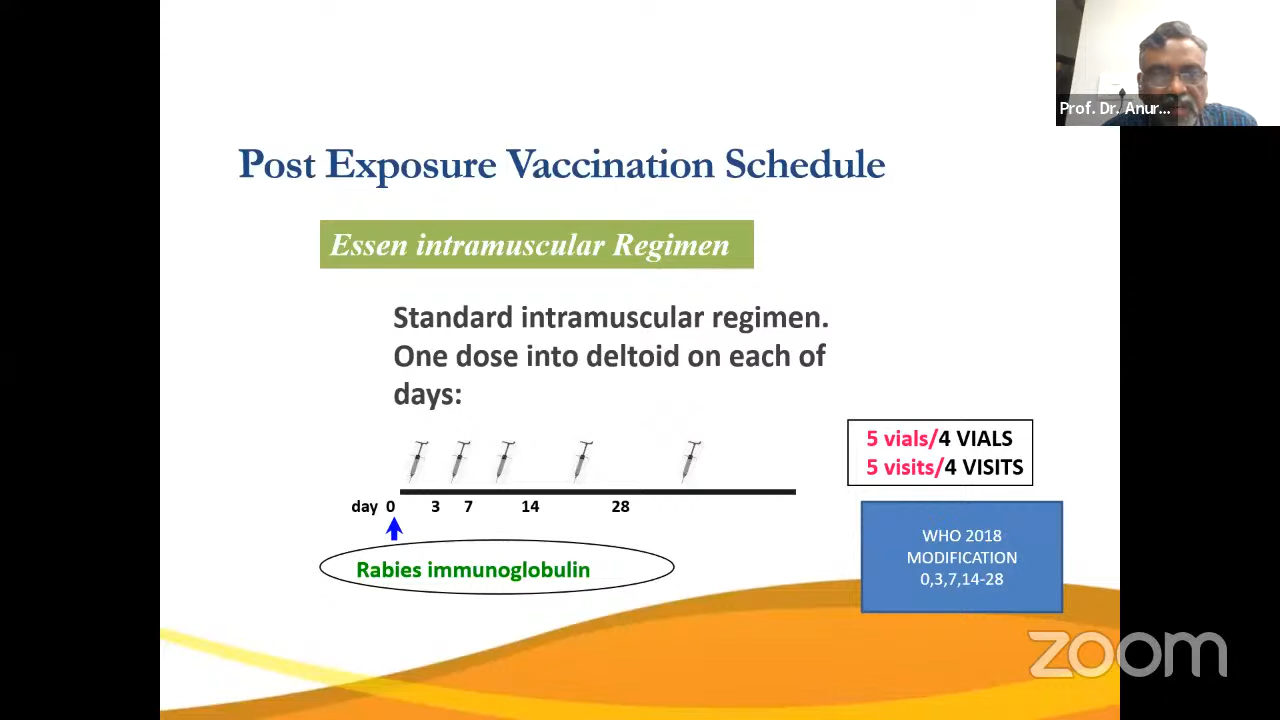 Prof. Dr. Anur...
Post Exposure Vaccination Schedule
Essen intramuscular Regimen
Standard intramuscular regimen.
One dose into deltoid on each of
days:
5 vials/4 VIALS
5 visits/4 VISITS
day 0 3 7 14 28
Rabies immunoglobulin
WHO 2018
MODIFICATION
0,3,7,14-28
zoom